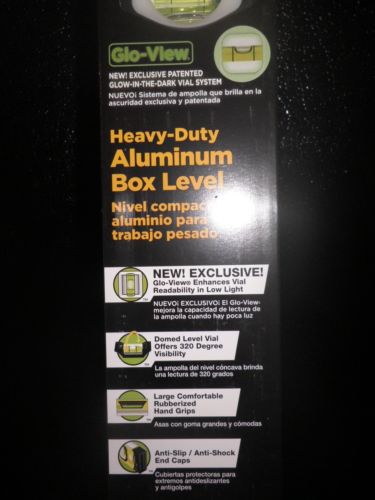 Glo-View®
NEW! EXCLUSIVE PATENTED
GLOW-IN-THE-DARK VIAL SYSTEM
NUEVO¡ Sistema de ampolla que brilla en la
ascuridad exclusiva y patentada
Heavy-Duty
Aluminum
Box Level
Nivel compac
aluminio para
trabajo pesado.
NEW! EXCLUSIVE!
Glo-View® Enhances Vial
Readability in Low Light
NUEVO¡ EXCLUSIVO¡ El Glo-View-
mejora la capacidad de lectura de
la ampolla cuando hay poca luz
Domed Level Vial
Offers 320 Degree
Visibility
La ampolla del nivel cóncava brinda
una lectura de 320 grados
Large Comfortable
Rubberized
Hand Grips
Asas con goma grandes y cómodas
Anti-Slip / Anti-Shock
End Caps
Cubiertas protectoras para
extremos antideslizantes
y antigolpes